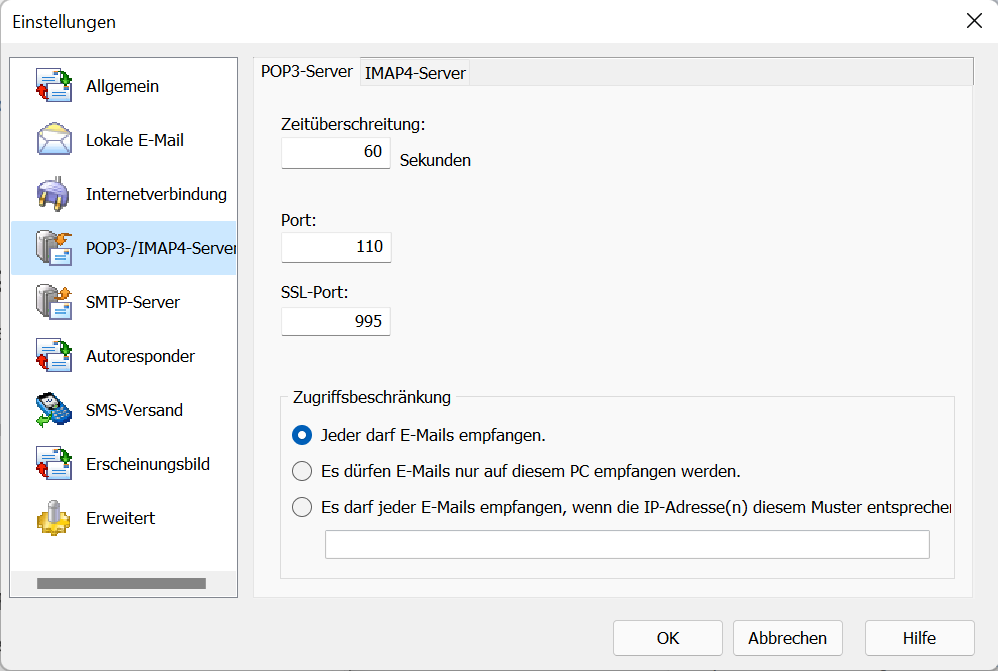 Einstellungen
Allgemein
Lokale E-Mail
Internetverbindung
POP3-/IMAP4-Server
SMTP-Server
Autoresponder
SMS-Versand
Erscheinungsbild
Erweitert
POP3-Server
IMAP4-Server
Zeitüberschreitung:
60 Sekunden
Port:
110
SSL-Port:
995
Zugriffsbeschränkung
Jeder darf E-Mails empfangen.
Es dürfen E-Mails nur auf diesem PC empfangen werden.
Es darf jeder E-Mails empfangen, wenn die IP-Adresse(n) diesem Muster entsprechen
OK
Abbrechen
Hilfe